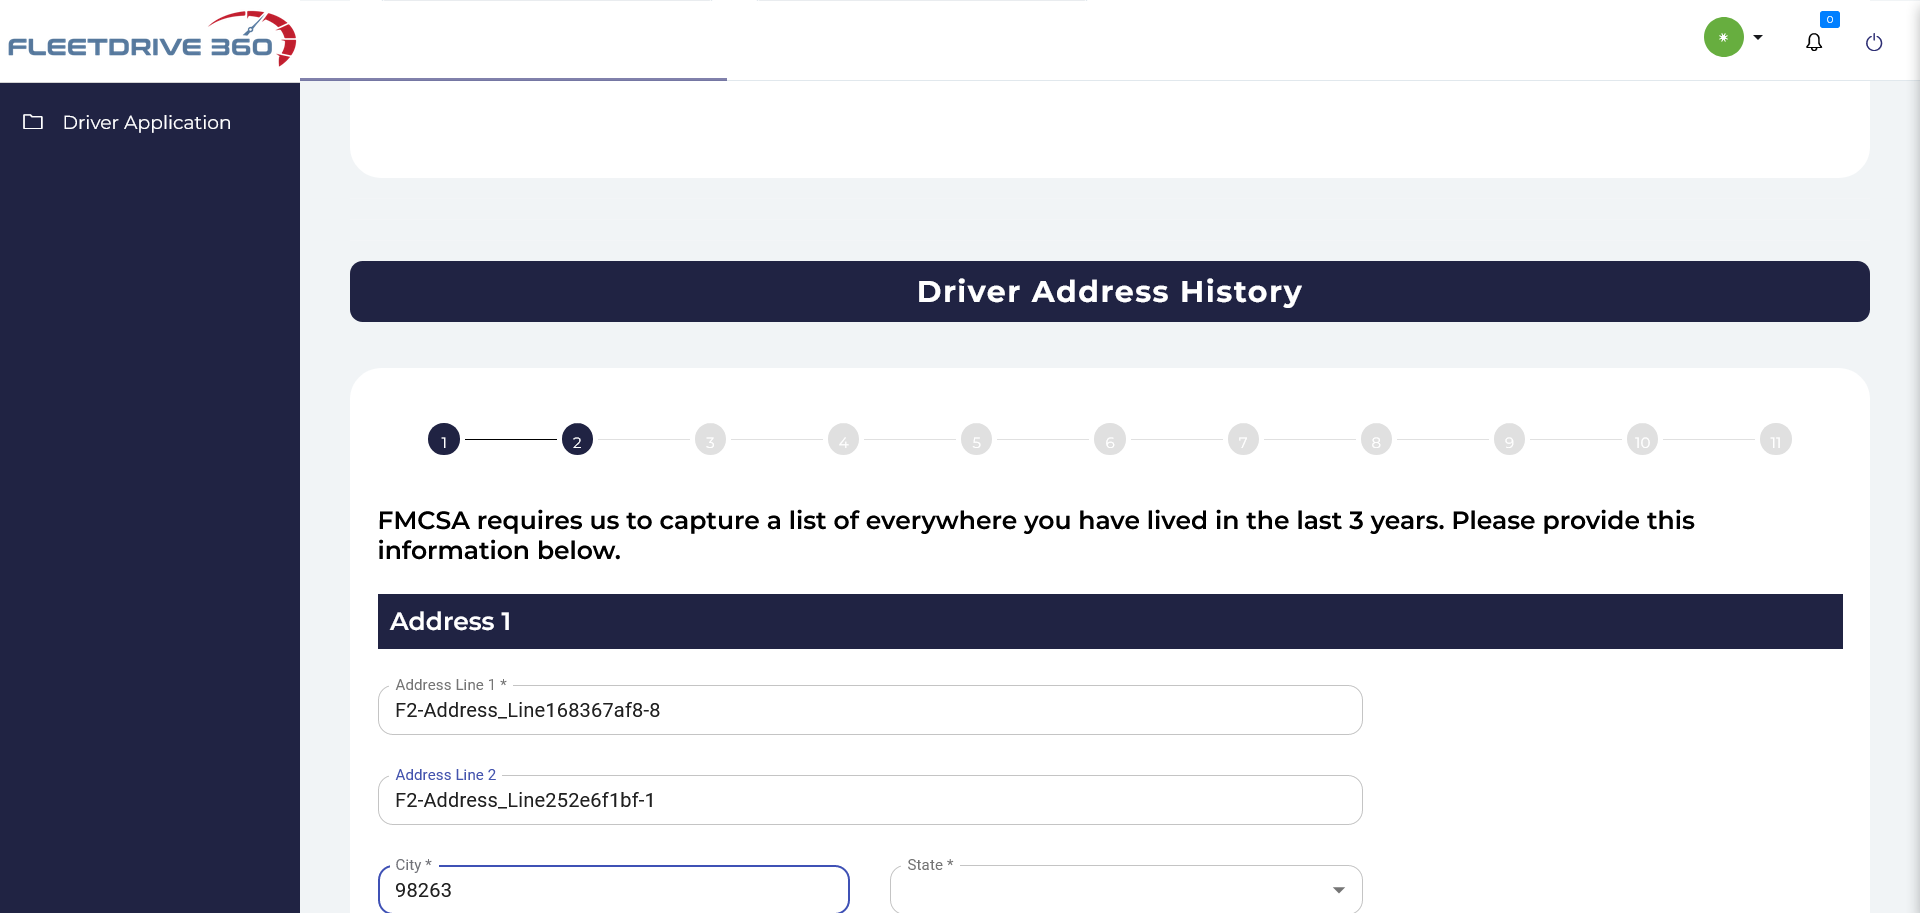 FLEETDRIVE 360
0
Driver Application
Driver Address History
1 2 3 4 5 6 7 8 9 10 11
FMCSA requires us to capture a list of everywhere you have lived in the last 3 years. Please provide this
information below.
Address 1
Address Line 1 *
F2-Address_Line168367af8-8
Address Line 2
F2-Address_Line252e6f1bf-1
City * State *
98263